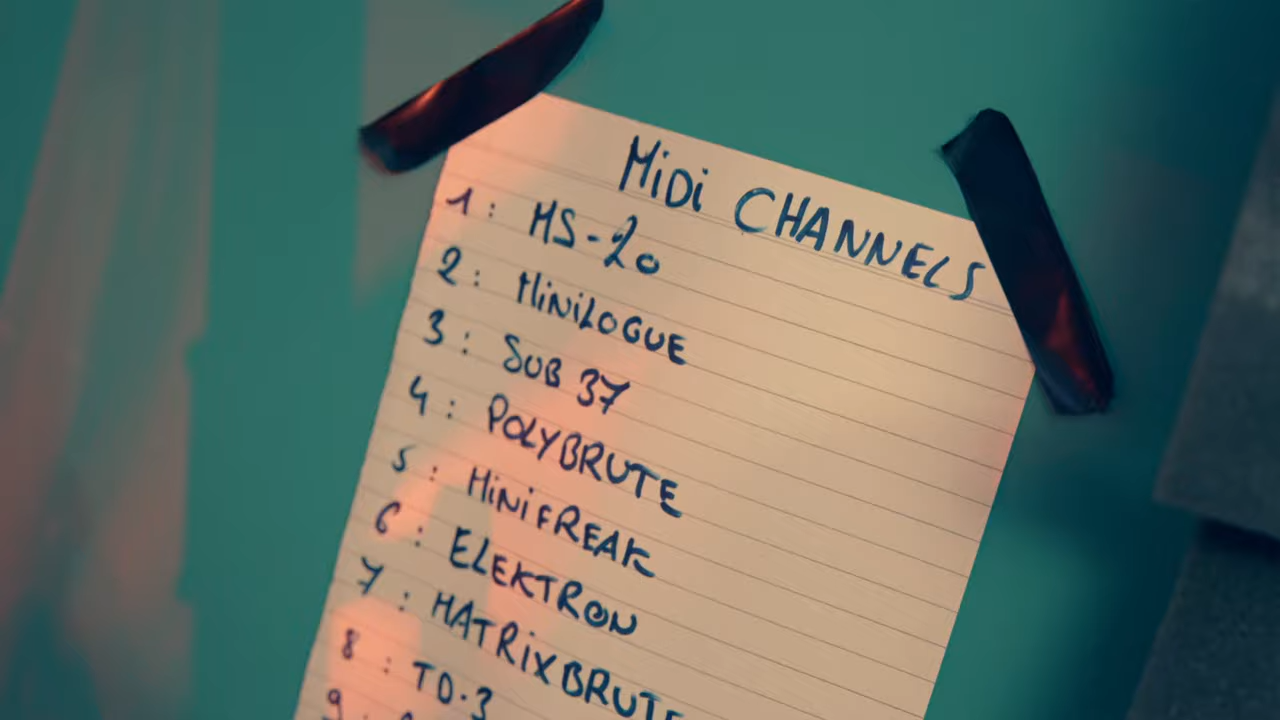 MiDi CHANNELS
1: MS-20
2: MiNiLOGUE
3: SUB 37
4: POLYBRUTE
5: MiNiFREAK
6: ELEKTRON
7: MATRiXBRUTE
8: TD-3
9: